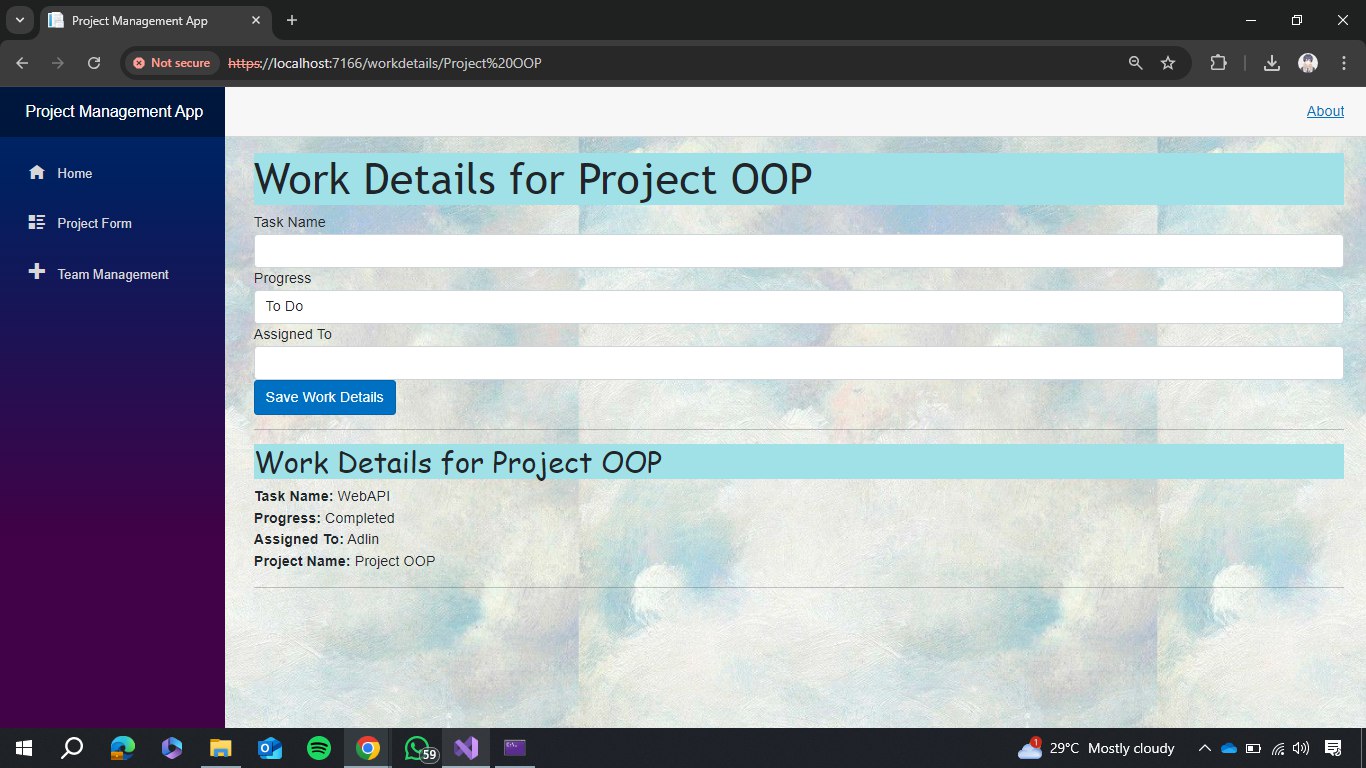 Project Management App
Not secure https://localhost:7166/workdetails/Project%20OOP
Project Management App
About
Home
Project Form
Team Management
Work Details for Project OOP
Task Name
Progress
To Do
Assigned To
Save Work Details
Work Details for Project OOP
Task Name: WebAPI
Progress: Completed
Assigned To: Adlin
Project Name: Project OOP
59
1
29°C Mostly cloudy